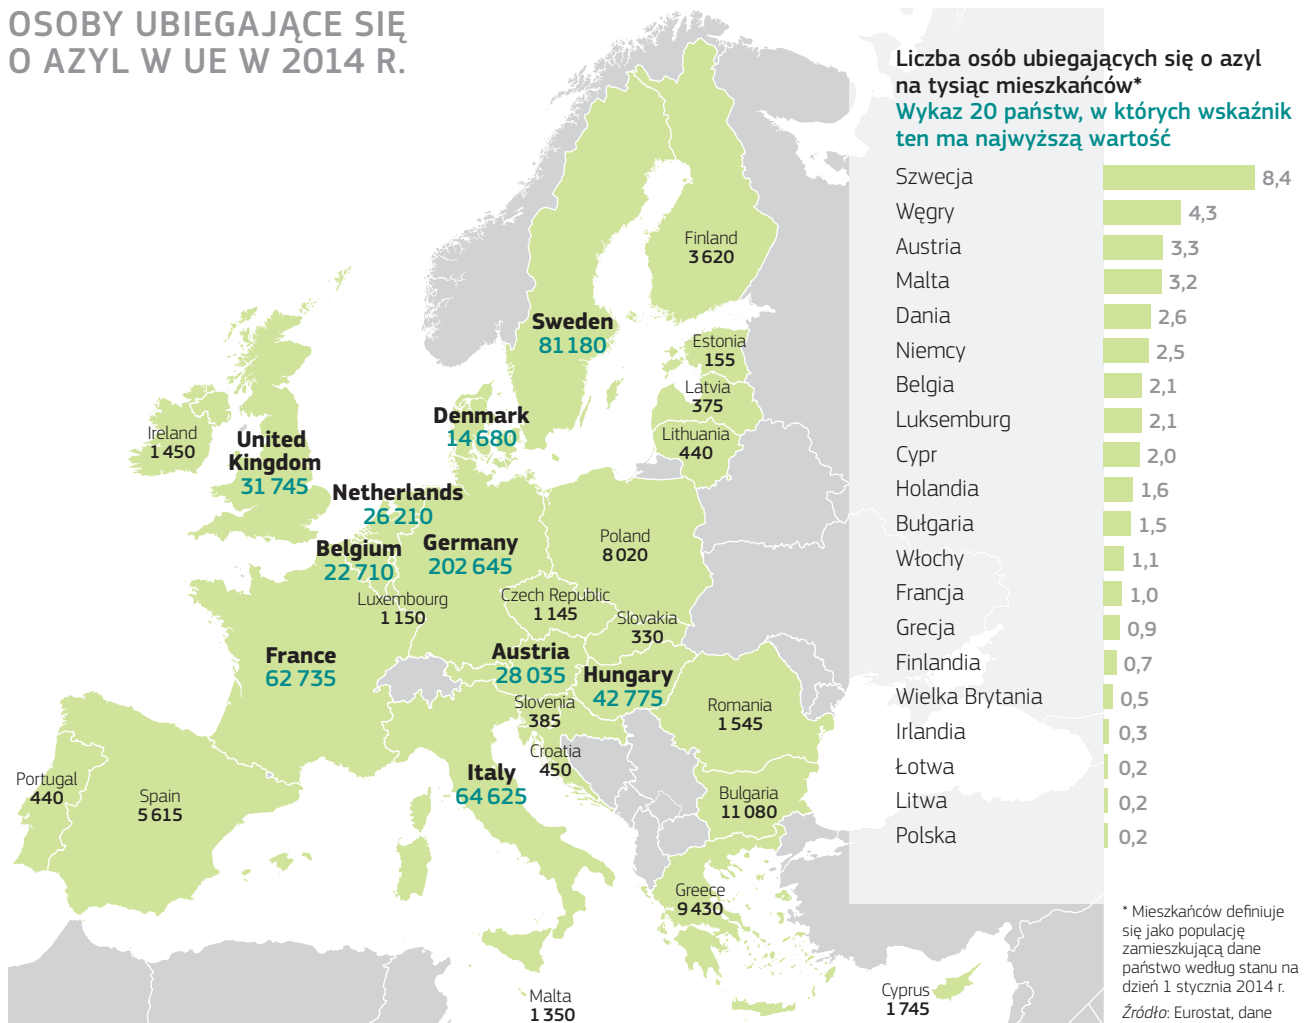 OSOBY UBIEGAJĄCE SIĘ
O AZYL W UE W 2014 R.
Liczba osób ubiegających się o azyl
na tysiąc mieszkańców*
Wykaz 20 państw, w których wskaźnik
ten ma najwyższą wartość
Szwecja 8,4
Węgry 4,3
Austria 3,3
Malta 3,2
Dania 2,6
Niemcy 2,5
Belgia 2,1
Luksemburg 2,1
Cypr 2,0
Holandia 1,6
Bułgaria 1,5
Włochy 1,1
Francja 1,0
Grecja 0,9
Finlandia 0,7
Wielka Brytania 0,5
Irlandia 0,3
Łotwa 0,2
Litwa 0,2
Polska 0,2
Finland
3 620
Sweden
81 180
Estonia
155
Latvia
375
Lithuania
440
Denmark
14 680
Ireland
1 450
United
Kingdom
31 745
Netherlands
26 210
Belgium
22 710
Germany
202 645
Poland
8 020
Luxembourg
1 150
Czech Republic
1 145
Slovakia
330
France
62 735
Austria
28 035
Hungary
42 775
Slovenia
385
Romania
1 545
Croatia
450
Italy
64 625
Portugal
440
Spain
5 615
Bulgaria
11 080
Greece
9 430
Malta
1 350
Cyprus
1 745
* Mieszkańców definiuje
się jako populację
zamieszkującą dane
państwo według stanu na
dzień 1 stycznia 2014 r.
Źródło: Eurostat, dane